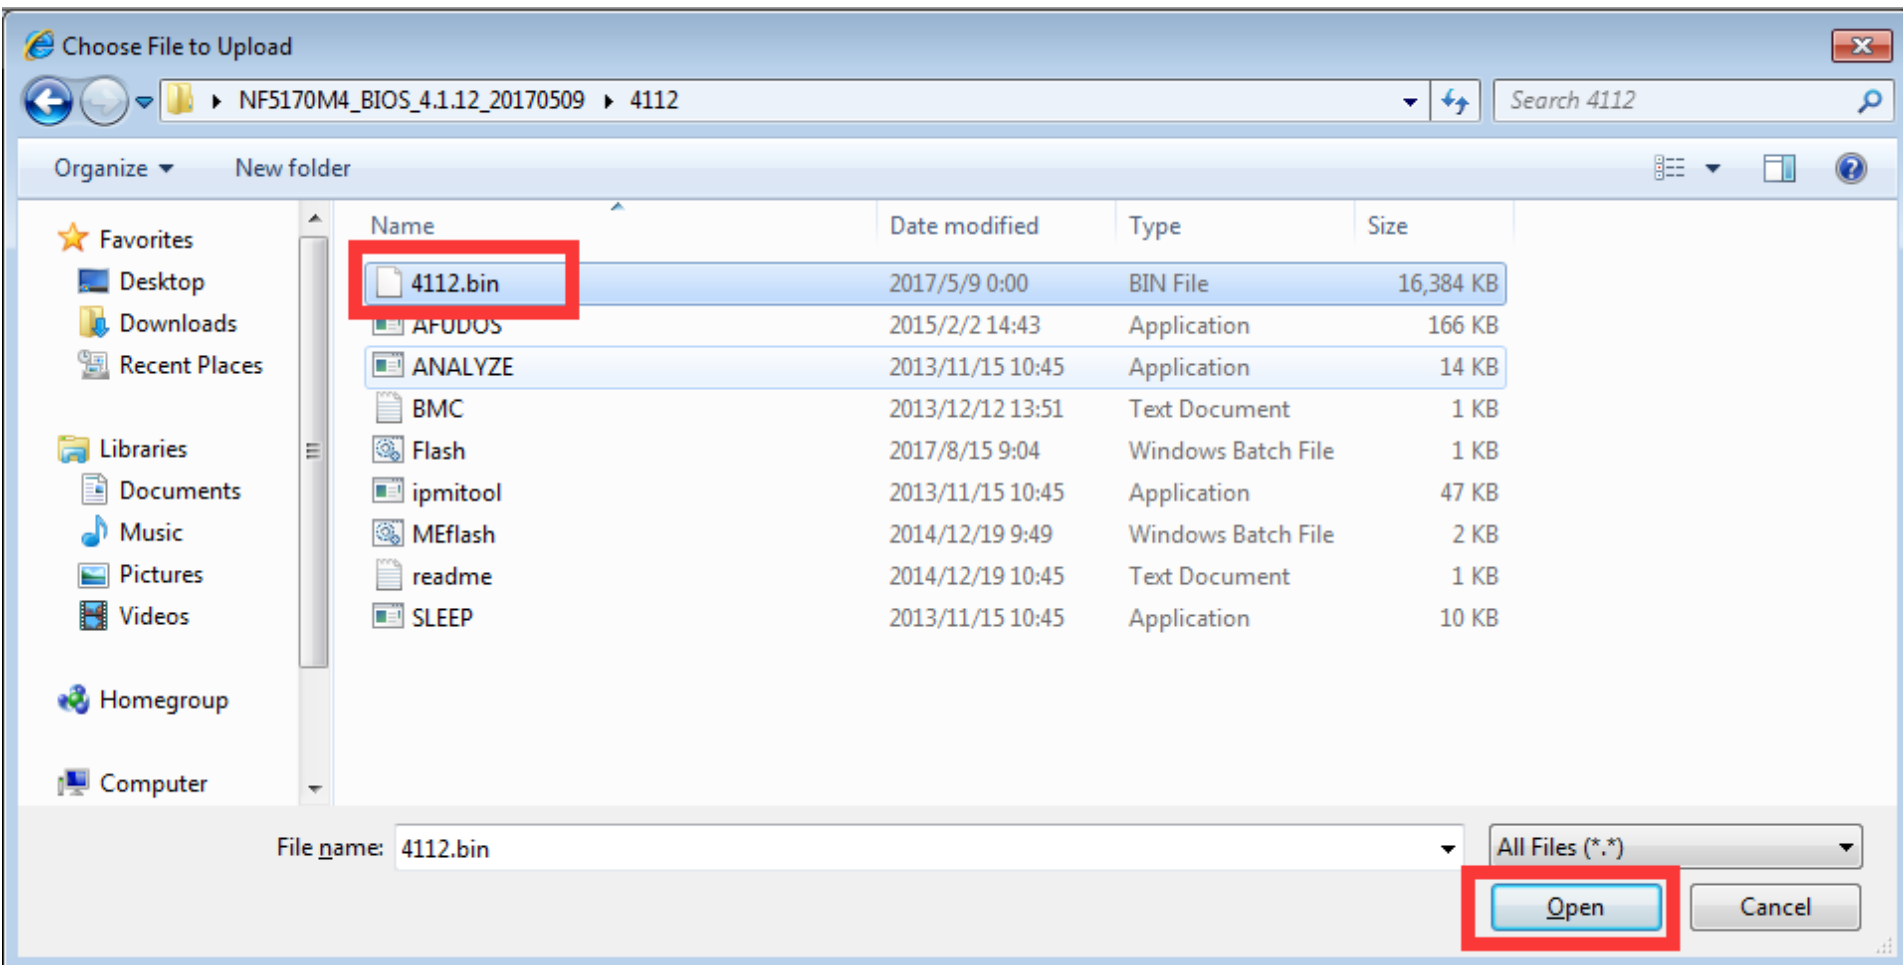 Choose File to Upload
NF5170M4_BIOS_4.1.12_20170509 4112
Search 4112
Organize New folder
Name Date modified Type Size
Favorites
Desktop
Downloads
Recent Places
Libraries
Documents
Music
Pictures
Videos
Homegroup
Computer
4112.bin 2017/5/9 0:00 BIN File 16,384 KB
AFUDOS 2015/2/2 14:43 Application 166 KB
ANALYZE 2013/11/15 10:45 Application 14 KB
BMC 2013/12/12 13:51 Text Document 1 KB
Flash 2017/8/15 9:04 Windows Batch File 1 KB
ipmitool 2013/11/15 10:45 Application 47 KB
MEflash 2014/12/19 9:49 Windows Batch File 2 KB
readme 2014/12/19 10:45 Text Document 1 KB
SLEEP 2013/11/15 10:45 Application 10 KB
File name: 4112.bin All Files (*.*)
Open Cancel